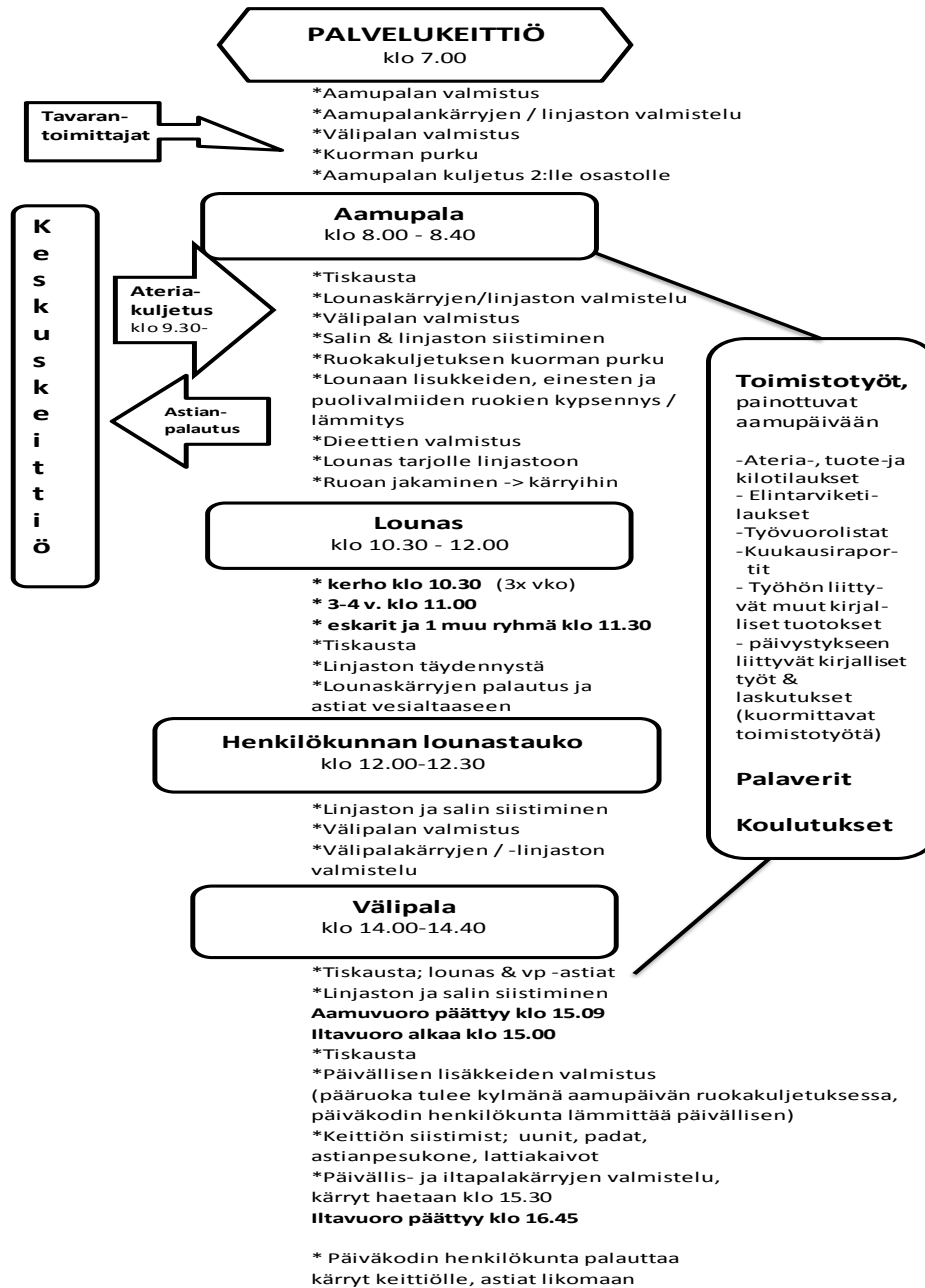 PALVELUKEITTIÖ
klo 7.00
*Aamupalan valmistus
*Aamupalankärryjen / linjaston valmistelu
*Välipalan valmistus
*Kuorman purku
*Aamupalan kuljetus 2:lle osastolle
Tavaran-
toimittajat
Keskuskeittiö
Aamupala
klo 8.00 - 8.40
Ateria-
kuljetus
klo 9.30-
Astian-
palautus
*Tiskausta
*Lounaskärryjen/linjaston valmistelu
*Välipalan valmistus
*Salin & linjaston siistiminen
*Ruokakuljetuksen kuorman purku
*Lounaan lisukkeiden, einesten ja
puolivalmiiden ruokien kypsennys /
lämmitys
*Dieettien valmistus
*Lounas tarjolle linjastoon
*Ruoan jakaminen -> kärryihin
Lounas
klo 10.30 - 12.00
* kerho klo 10.30 (3x vko)
* 3-4 v. klo 11.00
* eskarit ja 1 muu ryhmä klo 11.30
*Tiskausta
*Linjaston täydennystä
*Lounaskärryjen palautus ja
astiat vesialtaaseen
Henkilökunnan lounastauko
klo 12.00-12.30
*Linjaston ja salin siistiminen
*Välipalan valmistus
*Välipalakärryjen / -linjaston
valmistelu
Välipala
klo 14.00-14.40
*Tiskausta; lounas & vp -astiat
*Linjaston ja salin siistiminen
Aamuvuoro päättyy klo 15.09
Iltavuoro alkaa klo 15.00
*Tiskausta
*Päivällisen lisäkkeiden valmistus
(pääruoka tulee kylmänä aamupäivän ruokakuljetuksessa,
päiväkodin henkilökunta lämmittää päivällisen)
*Keittiön siistimist; uunit, padat,
astianpesukone, lattiakaivot
*Päivällis- ja iltapalakärryjen valmistelu,
kärryt haetaan klo 15.30
Iltavuoro päättyy klo 16.45
* Päiväkodin henkilökunta palauttaa
kärryt keittiölle, astiat likomaan
Toimistotyöt,
painottuvat
aamupäivään
-Ateria-, tuote-ja
kilotilaukset
- Elintarviketi-
laukset
-Työvuorolistat
-Kuukausirapor-
tit
- Työhön liitty-
vät muut kirjal-
liset tuotokset
- päivystykseen
liittyvät kirjalliset
työt &
laskutukset
(kuormittavat
toimistotyötä)
Palaverit
Koulutukset